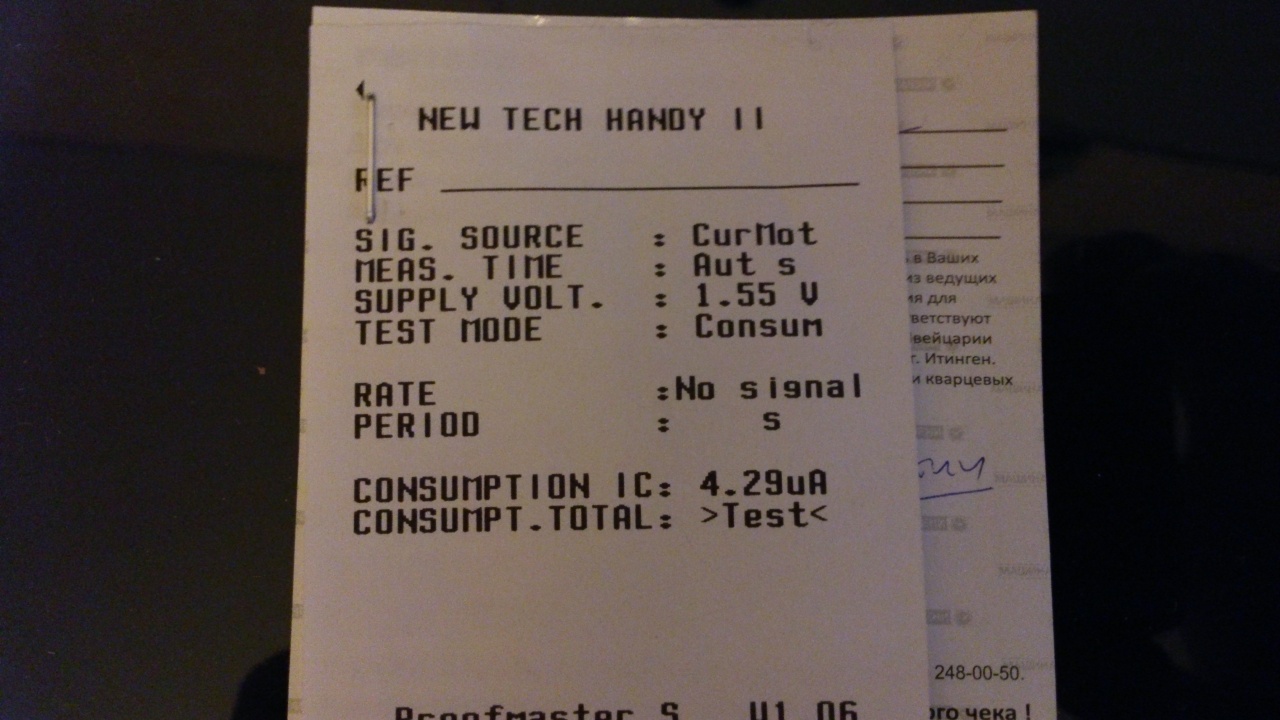 NEW TECH HANDY II
REF
SIG. SOURCE : CurMot
MEAS. TIME : Aut s
SUPPLY VOLT. : 1.55 V
TEST MODE : Consum
RATE :No signal
PERIOD : s
CONSUMPTION IC: 4.29uA
CONSUMPT.TOTAL: >Test<
Proofmaster S V1.06
в Ваших
из ведущих
ия для
ветствуют
вейцарии
г. Итинген.
и кварцевых
248-00-50.
ого чека !